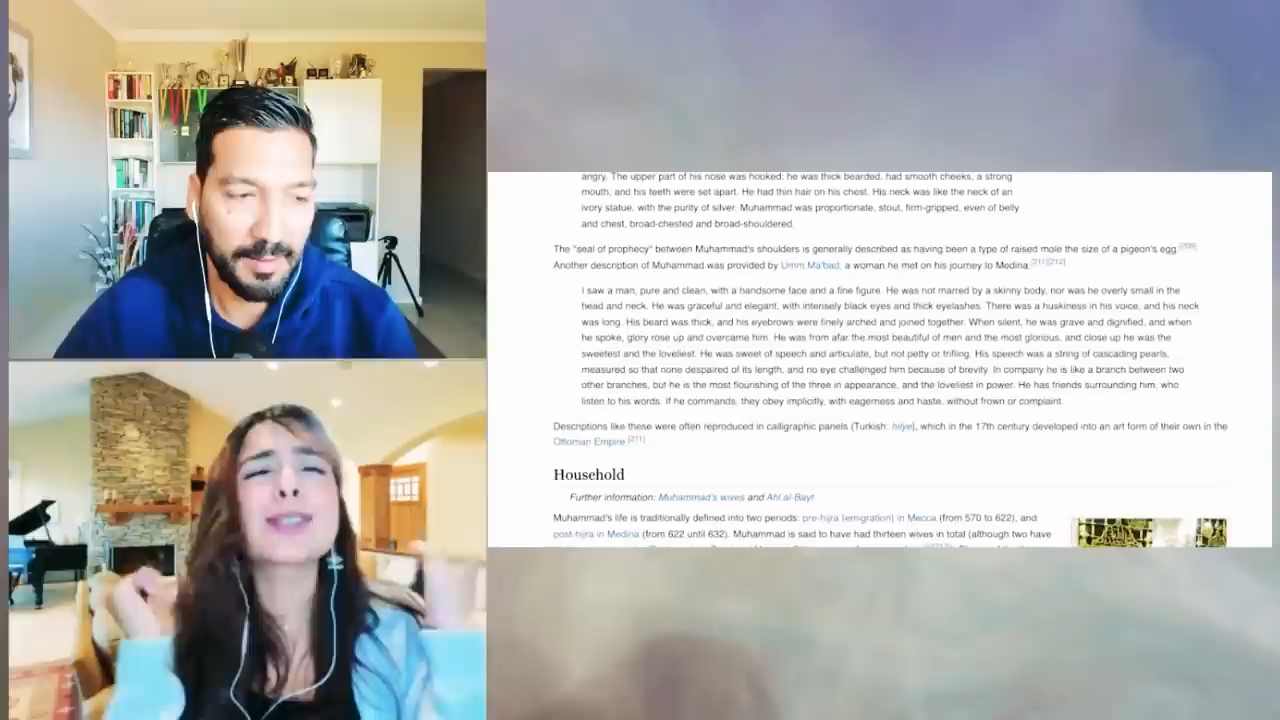 angry. The upper part of his nose was hooked; he was thick bearded, had smooth cheeks, a strong
mouth, and his teeth were set apart. He had thin hair on his chest. His neck was like the neck of an
ivory statue, with the purity of silver. Muhammad was proportionate, stout, firm-gripped, even of belly
and chest, broad-chested and broad-shouldered.
The "seal of prophecy" between Muhammad's shoulders is generally described as having been a type of raised mole the size of a pigeon's egg.[209]
Another description of Muhammad was provided by Umm Ma'bad, a woman he met on his journey to Medina.[211][212]
I saw a man, pure and clean, with a handsome face and a fine figure. He was not marred by a skinny body, nor was he overly small in the
head and neck. He was graceful and elegant, with intensely black eyes and thick eyelashes. There was a huskiness in his voice, and his neck
was long. His beard was thick, and his eyebrows were finely arched and joined together. When silent, he was grave and dignified, and when
he spoke, glory rose up and overcame him. He was from afar the most beautiful of men and the most glorious, and close up he was the
sweetest and the loveliest. He was sweet of speech and articulate, but not petty or trifling. His speech was a string of cascading pearls,
measured so that none despaired of its length, and no eye challenged him because of brevity. In company he is like a branch between two
other branches, but he is the most flourishing of the three in appearance, and the loveliest in power. He has friends surrounding him, who
listen to his words. If he commands, they obey implicitly, with eagerness and haste, without frown or complaint.
Descriptions like these were often reproduced in calligraphic panels (Turkish: hilye), which in the 17th century developed into an art form of their own in the
Ottoman Empire.[211]
Household
Further information: Muhammad's wives and Ahl al-Bayt
Muhammad's life is traditionally defined into two periods: pre-hijra (emigration) in Mecca (from 570 to 622), and
post-hijra in Medina (from 622 until 632). Muhammad is said to have had thirteen wives in total (although two have